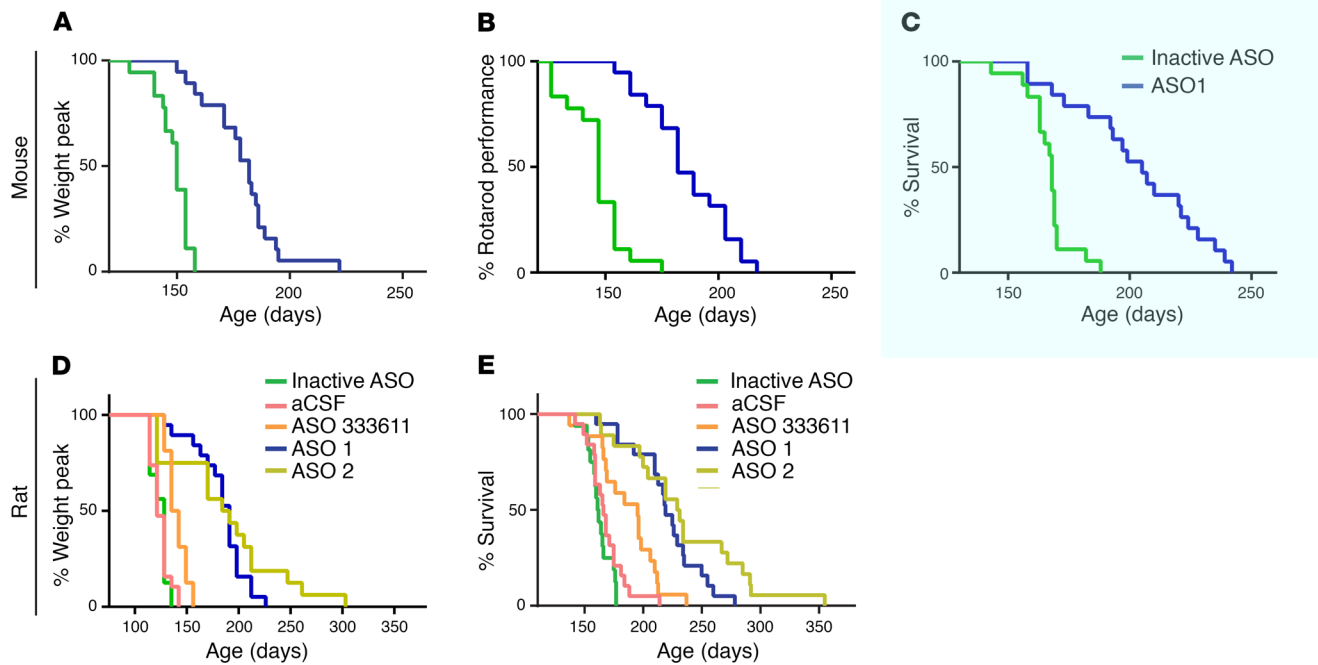 A
B
C
Mouse
% Weight peak
100
50
0
150
200
250
Age (days)
% Rotarod performance
100
50
0
150
200
250
Age (days)
Inactive ASO
ASO1
% Survival
100
50
0
150
200
250
Age (days)
D
E
Rat
Inactive ASO
aCSF
ASO 333611
ASO 1
ASO 2
% Weight peak
100
50
0
100
150
200
250
300
350
Age (days)
Inactive ASO
aCSF
ASO 333611
ASO 1
ASO 2
% Survival
100
50
0
150
200
250
300
350
Age (days)